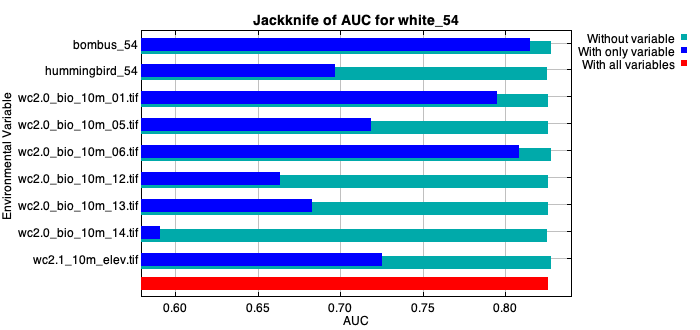 Jackknife of AUC for white_54
Without variable
With only variable
With all variables
Environmental Variable
bombus_54
hummingbird_54
wc2.0_bio_10m_01.tif
wc2.0_bio_10m_05.tif
wc2.0_bio_10m_06.tif
wc2.0_bio_10m_12.tif
wc2.0_bio_10m_13.tif
wc2.0_bio_10m_14.tif
wc2.1_10m_elev.tif
0.60 0.65 0.70 0.75 0.80
AUC